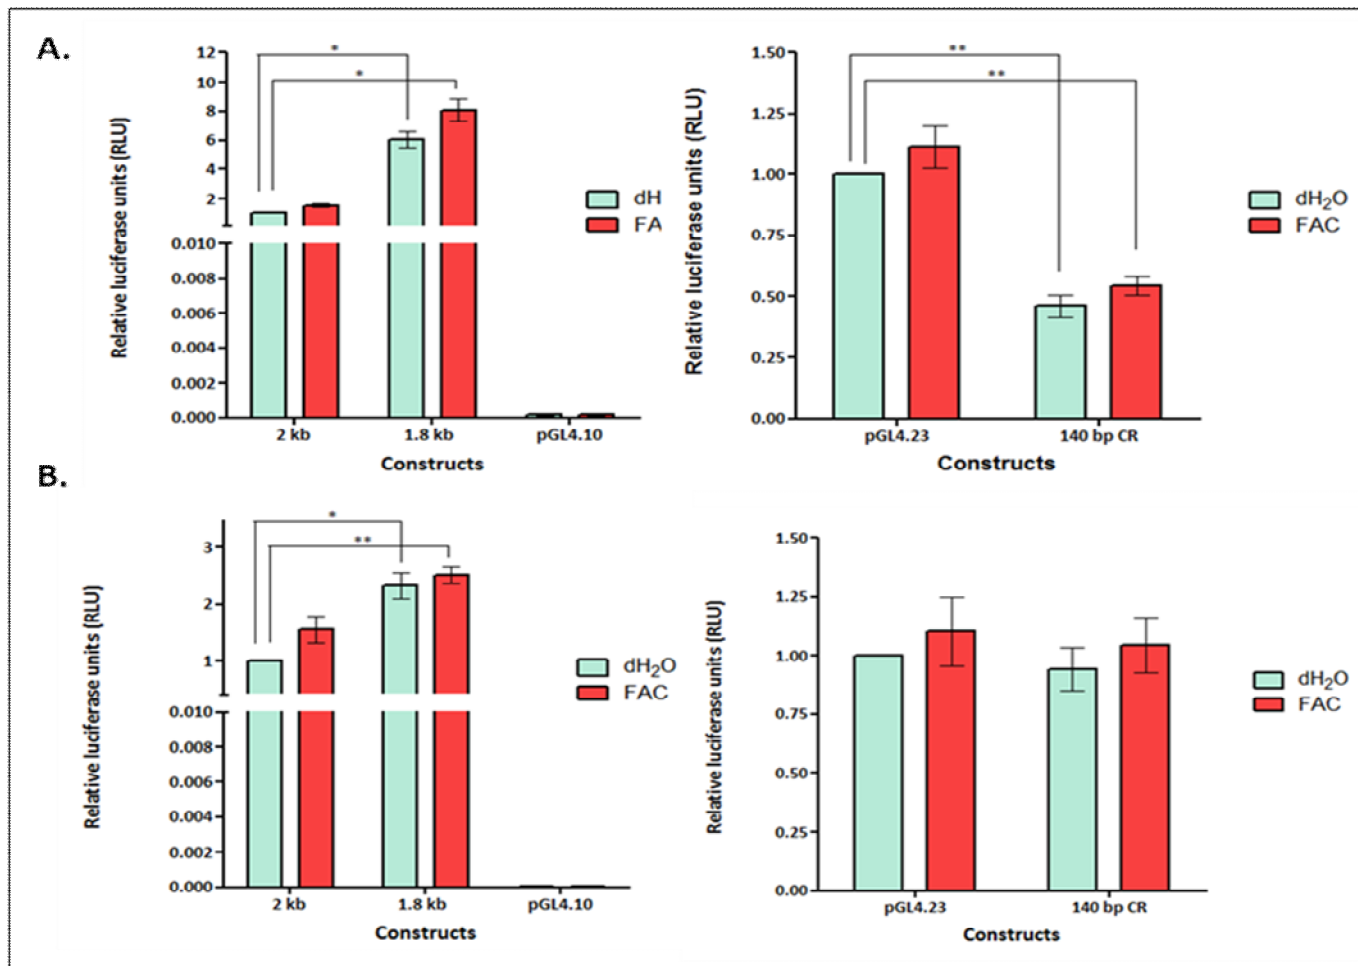 A.
12
10
8
6
4
2
0.010
0.008
0.006
0.004
0.002
0.000
Relative luciferase units (RLU)
*
*
dH
FA
2 kb 1.8 kb pGL4.10
Constructs
1.50
1.25
1.00
0.75
0.50
0.25
0.00
Relative luciferase units (RLU)
**
**
dH₂O
FAC
pGL4.23 140 bp CR
Constructs
B.
3
2
1
0.010
0.008
0.006
0.004
0.002
0.000
Relative luciferase units (RLU)
*
**
dH₂O
FAC
2 kb 1.8 kb pGL4.10
Constructs
1.50
1.25
1.00
0.75
0.50
0.25
0.00
Relative luciferase units (RLU)
dH₂O
FAC
pGL4.23 140 bp CR
Constructs